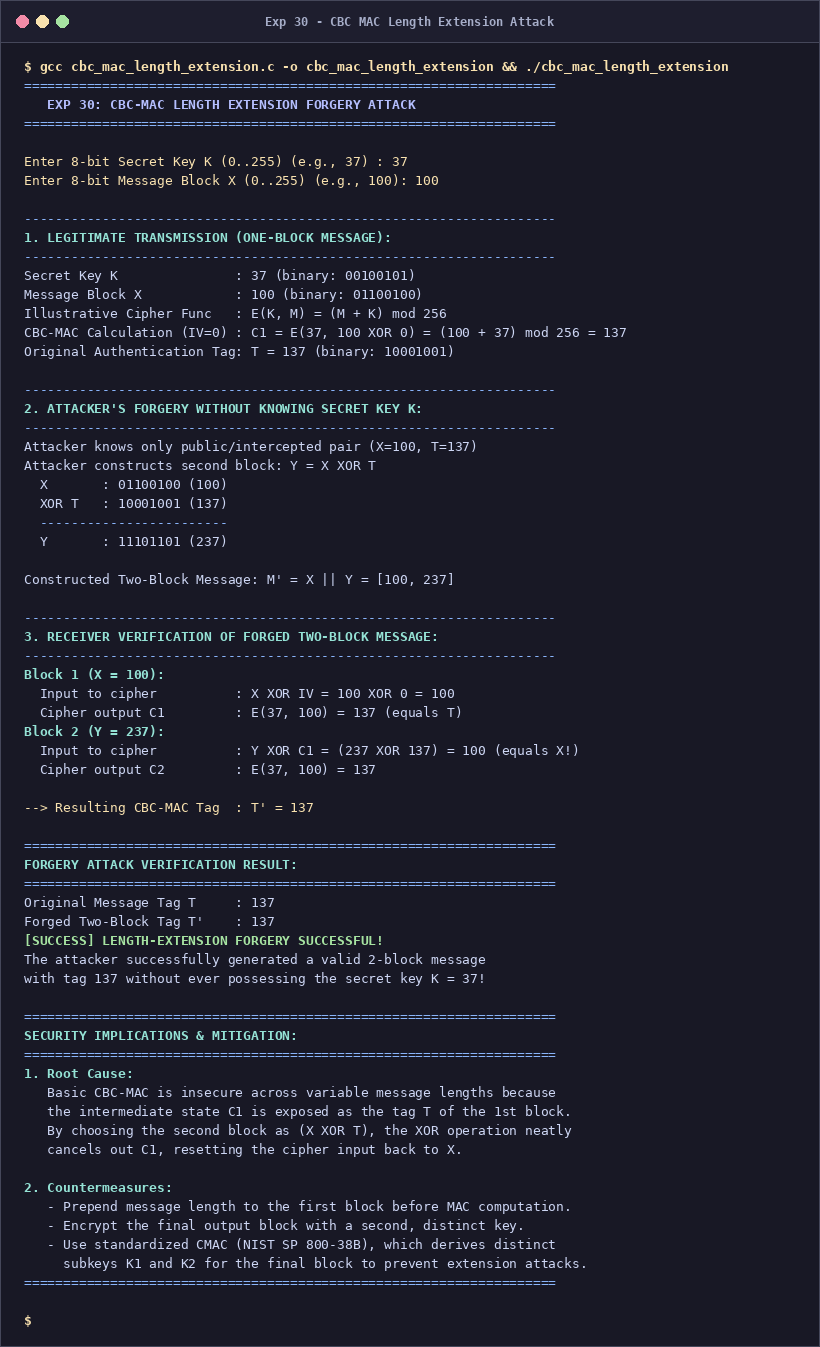 Exp 30 - CBC MAC Length Extension Attack
$ gcc cbc_mac_length_extension.c -o cbc_mac_length_extension && ./cbc_mac_length_extension
====================================================================
   EXP 30: CBC-MAC LENGTH EXTENSION FORGERY ATTACK
====================================================================

Enter 8-bit Secret Key K (0..255) (e.g., 37) : 37
Enter 8-bit Message Block X (0..255) (e.g., 100): 100

--------------------------------------------------------------------
1. LEGITIMATE TRANSMISSION (ONE-BLOCK MESSAGE):
--------------------------------------------------------------------
Secret Key K               : 37 (binary: 00100101)
Message Block X            : 100 (binary: 01100100)
Illustrative Cipher Func   : E(K, M) = (M + K) mod 256
CBC-MAC Calculation (IV=0) : C1 = E(37, 100 XOR 0) = (100 + 37) mod 256 = 137
Original Authentication Tag: T = 137 (binary: 10001001)

--------------------------------------------------------------------
2. ATTACKER'S FORGERY WITHOUT KNOWING SECRET KEY K:
--------------------------------------------------------------------
Attacker knows only public/intercepted pair (X=100, T=137)
Attacker constructs second block: Y = X XOR T
  X       : 01100100 (100)
  XOR T   : 10001001 (137)
  ------------------------
  Y       : 11101101 (237)

Constructed Two-Block Message: M' = X || Y = [100, 237]

--------------------------------------------------------------------
3. RECEIVER VERIFICATION OF FORGED TWO-BLOCK MESSAGE:
--------------------------------------------------------------------
Block 1 (X = 100):
  Input to cipher          : X XOR IV = 100 XOR 0 = 100
  Cipher output C1         : E(37, 100) = 137 (equals T)
Block 2 (Y = 237):
  Input to cipher          : Y XOR C1 = (237 XOR 137) = 100 (equals X!)
  Cipher output C2         : E(37, 100) = 137

--> Resulting CBC-MAC Tag  : T' = 137

====================================================================
FORGERY ATTACK VERIFICATION RESULT:
====================================================================
Original Message Tag T     : 137
Forged Two-Block Tag T'    : 137
[SUCCESS] LENGTH-EXTENSION FORGERY SUCCESSFUL!
The attacker successfully generated a valid 2-block message
with tag 137 without ever possessing the secret key K = 37!

====================================================================
SECURITY IMPLICATIONS & MITIGATION:
====================================================================
1. Root Cause:
   Basic CBC-MAC is insecure across variable message lengths because
   the intermediate state C1 is exposed as the tag T of the 1st block.
   By choosing the second block as (X XOR T), the XOR operation neatly
   cancels out C1, resetting the cipher input back to X.

2. Countermeasures:
   - Prepend message length to the first block before MAC computation.
   - Encrypt the final output block with a second, distinct key.
   - Use standardized CMAC (NIST SP 800-38B), which derives distinct
     subkeys K1 and K2 for the final block to prevent extension attacks.
====================================================================

$